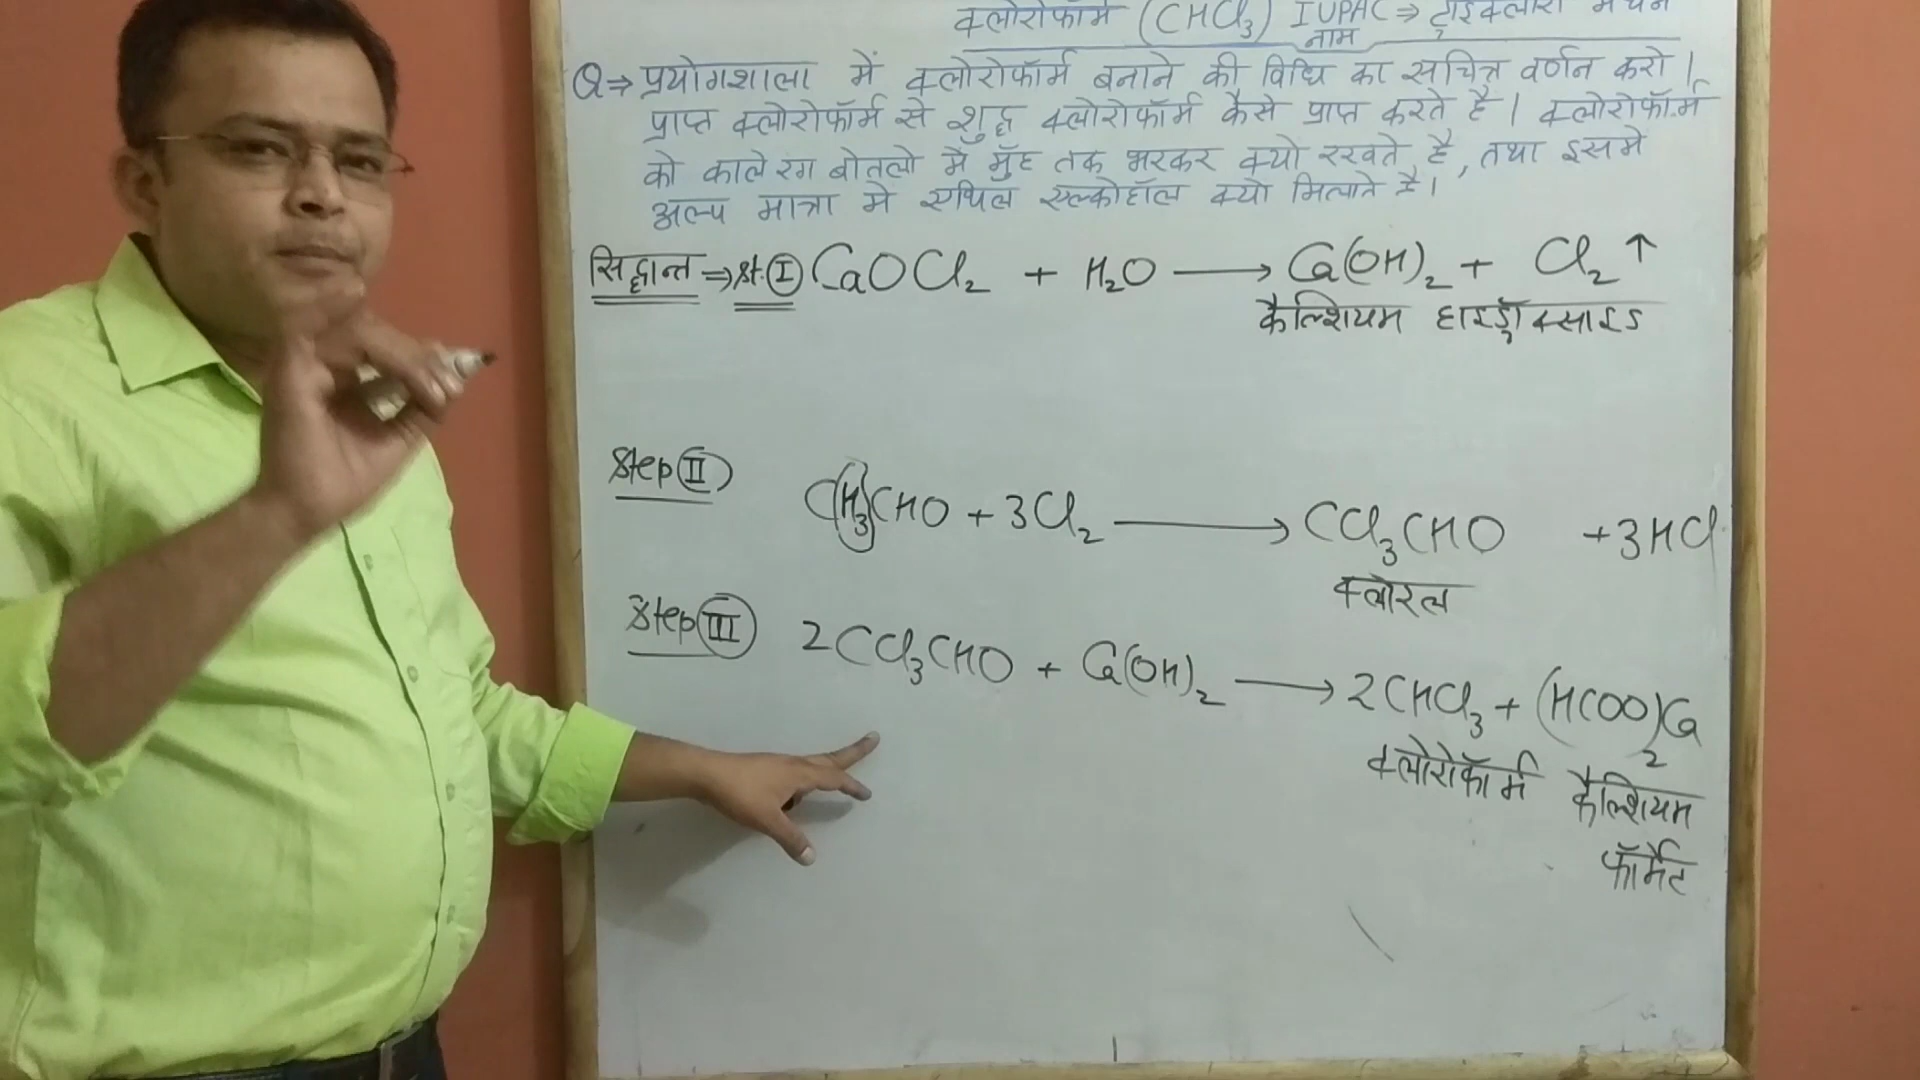 क्लोरोफॉर्म (CHCl₃) IUPAC ⇒ ट्राइक्लोरो मेथेन
नाम
Q⇒ प्रयोगशाला में क्लोरोफॉर्म बनाने की विधि का सचित्र वर्णन करो।
प्राप्त क्लोरोफॉर्म से शुद्ध क्लोरोफॉर्म कैसे प्राप्त करते है। क्लोरोफॉर्म
को काले रंग बोतलो में मुँह तक भरकर क्यो रखते है, तथा इसमे
अल्प मात्रा मे एथिल एल्कोहॉल क्यो मिलाते है।
सिद्धान्त ⇒ st.(I) CaOCl₂ + H₂O ⟶ Ca(OH)₂ + Cl₂ ↑
कैल्शियम हाइड्रॉक्साइड
Step (II) CH₃CHO + 3Cl₂ ⟶ CCl₃CHO + 3HCl
क्लोरल
Step (III) 2CCl₃CHO + Ca(OH)₂ ⟶ 2CHCl₃ + (HCOO)₂Ca
क्लोरोफॉर्म कैल्शियम
फॉर्मेट